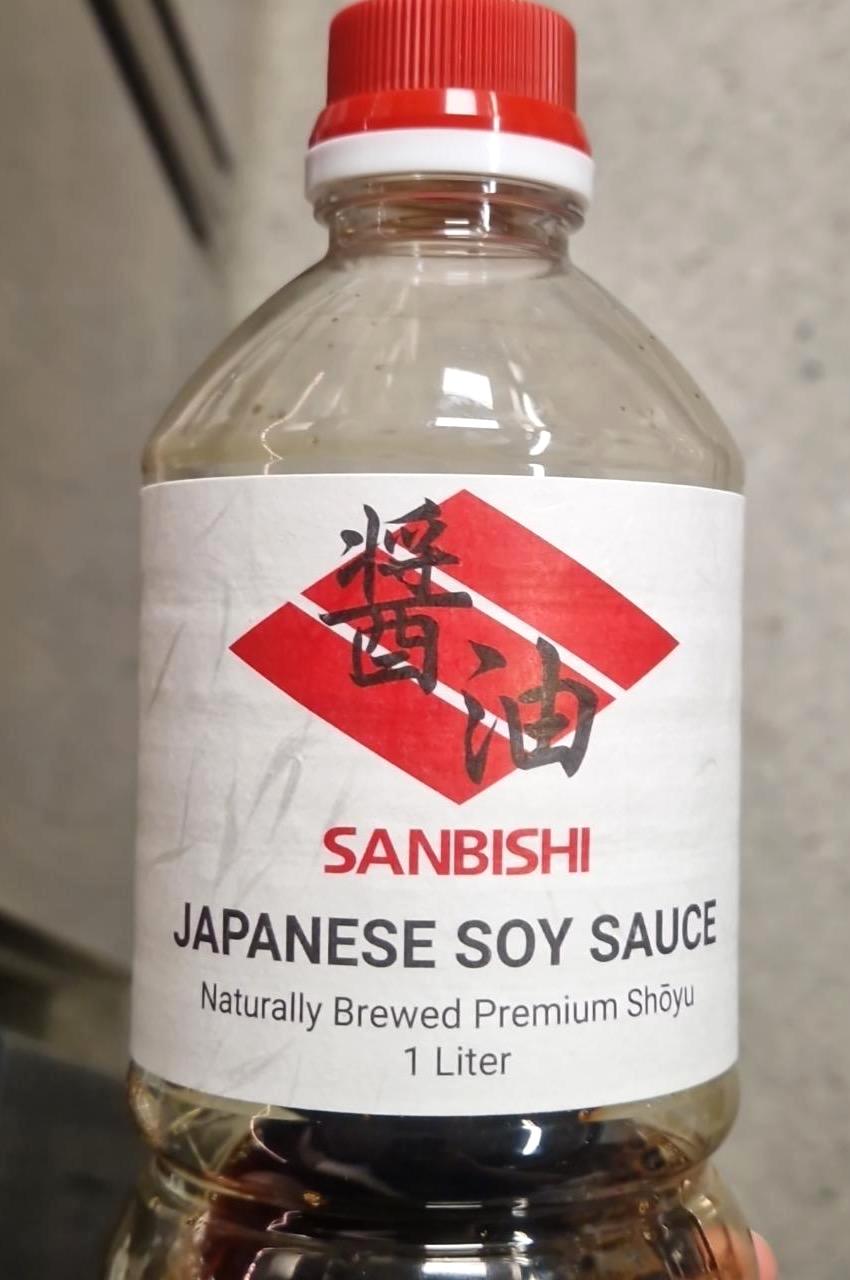 醤油
SANBISHI
JAPANESE SOY SAUCE
Naturally Brewed Premium Shōyu
1 Liter